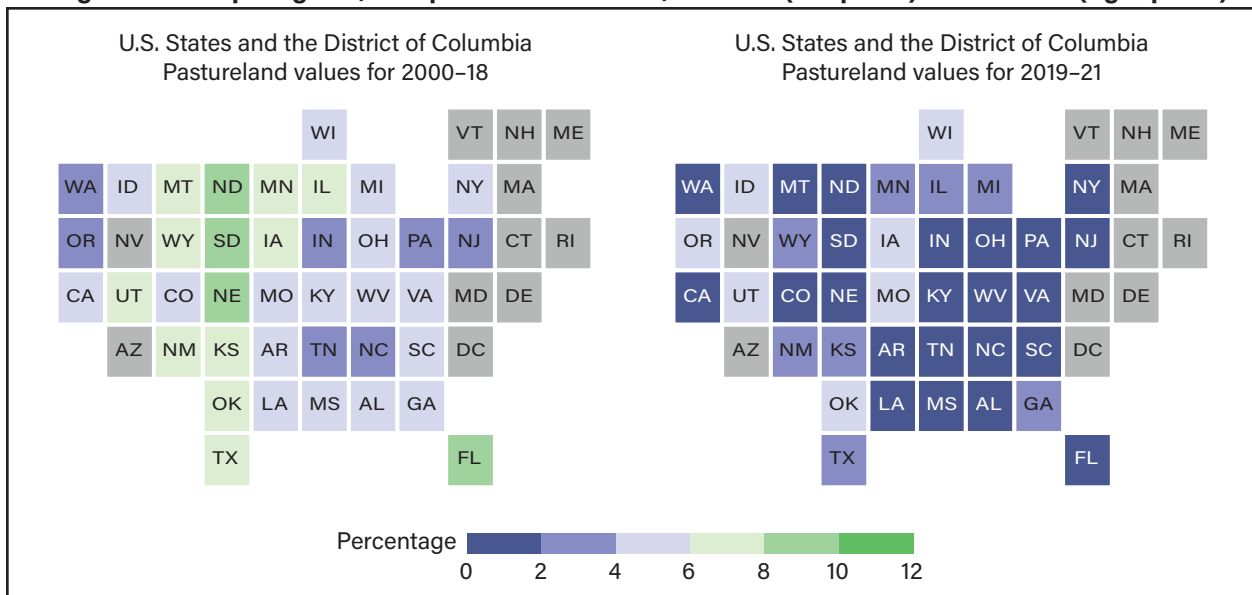 U.S. States and the District of Columbia
Pastureland values for 2000–18
WI VT NH ME
WA ID MT ND MN IL MI NY MA
OR NV WY SD IA IN OH PA NJ CT RI
CA UT CO NE MO KY WV VA MD DE
AZ NM KS AR TN NC SC DC
OK LA MS AL GA
TX FL
U.S. States and the District of Columbia
Pastureland values for 2019–21
WI VT NH ME
WA ID MT ND MN IL MI NY MA
OR NV WY SD IA IN OH PA NJ CT RI
CA UT CO NE MO KY WV VA MD DE
AZ NM KS AR TN NC SC DC
OK LA MS AL GA
TX FL
Percentage
0 2 4 6 8 10 12